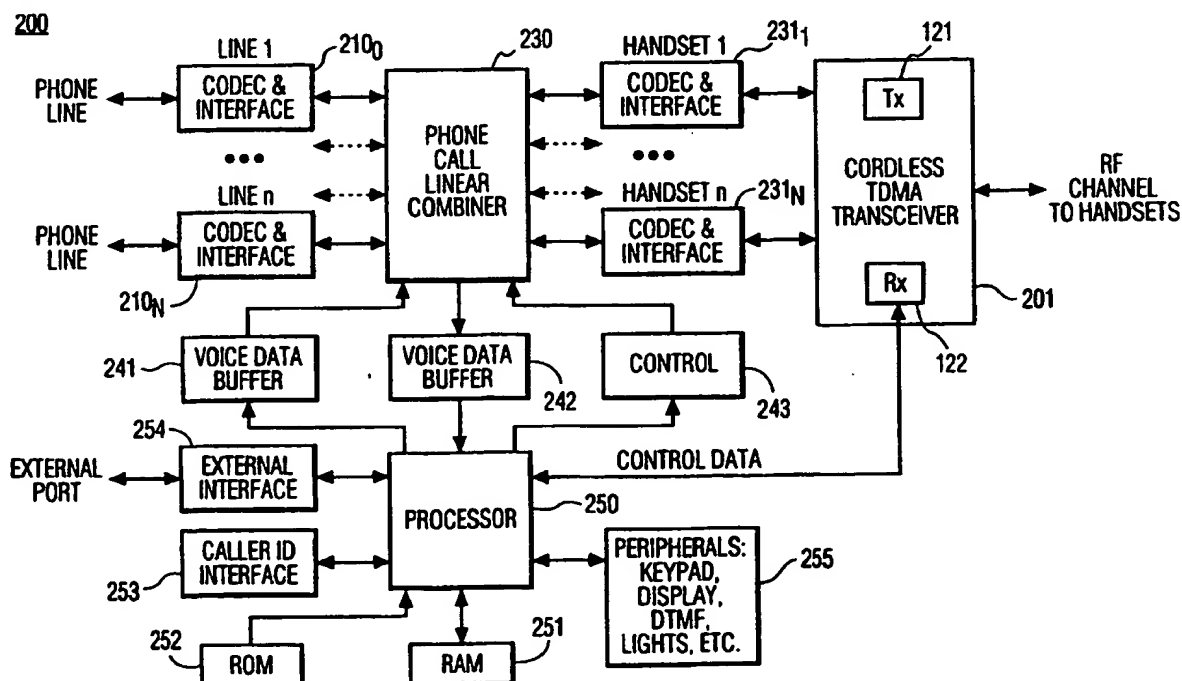 200
LINE 1
210₀
230
HANDSET 1
231₁
121
PHONE
LINE
CODEC &
INTERFACE
PHONE
CALL
LINEAR
COMBINER
CODEC &
INTERFACE
Tx
CORDLESS
TDMA
TRANSCEIVER
RF
CHANNEL
TO HANDSETS
LINE n
HANDSET n
231N
PHONE
LINE
CODEC &
INTERFACE
CODEC &
INTERFACE
Rx
201
210N
122
241
VOICE DATA
BUFFER
VOICE DATA
BUFFER
242
CONTROL
243
254
EXTERNAL
PORT
EXTERNAL
INTERFACE
CONTROL DATA
PROCESSOR
250
CALLER ID
INTERFACE
253
PERIPHERALS:
KEYPAD,
DISPLAY,
DTMF,
LIGHTS, ETC.
255
252
ROM
RAM
251